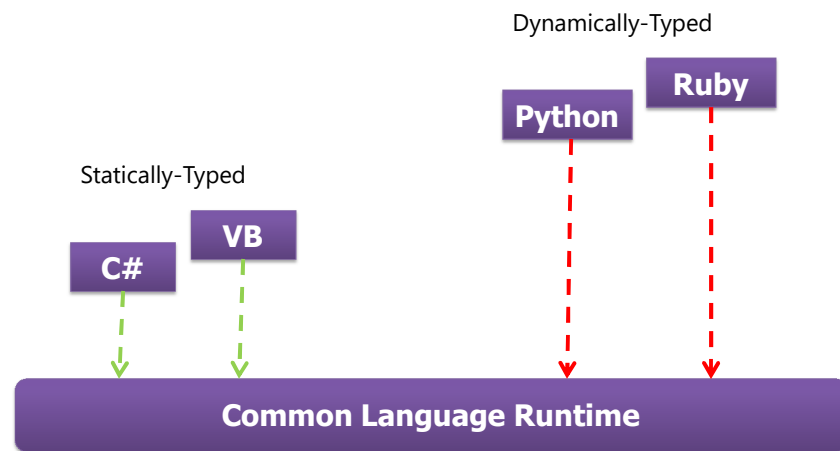 Dynamically-Typed
Ruby
Python
Statically-Typed
VB
C#
Common Language Runtime